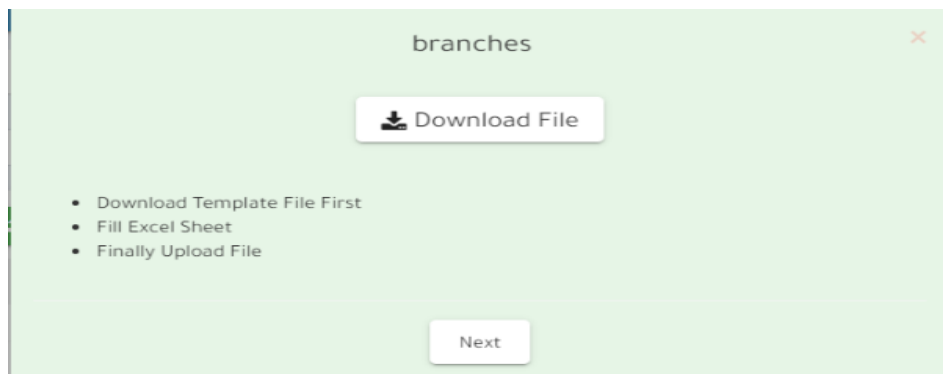 branches
Download File
Download Template File First
Fill Excel Sheet
Finally Upload File
Next